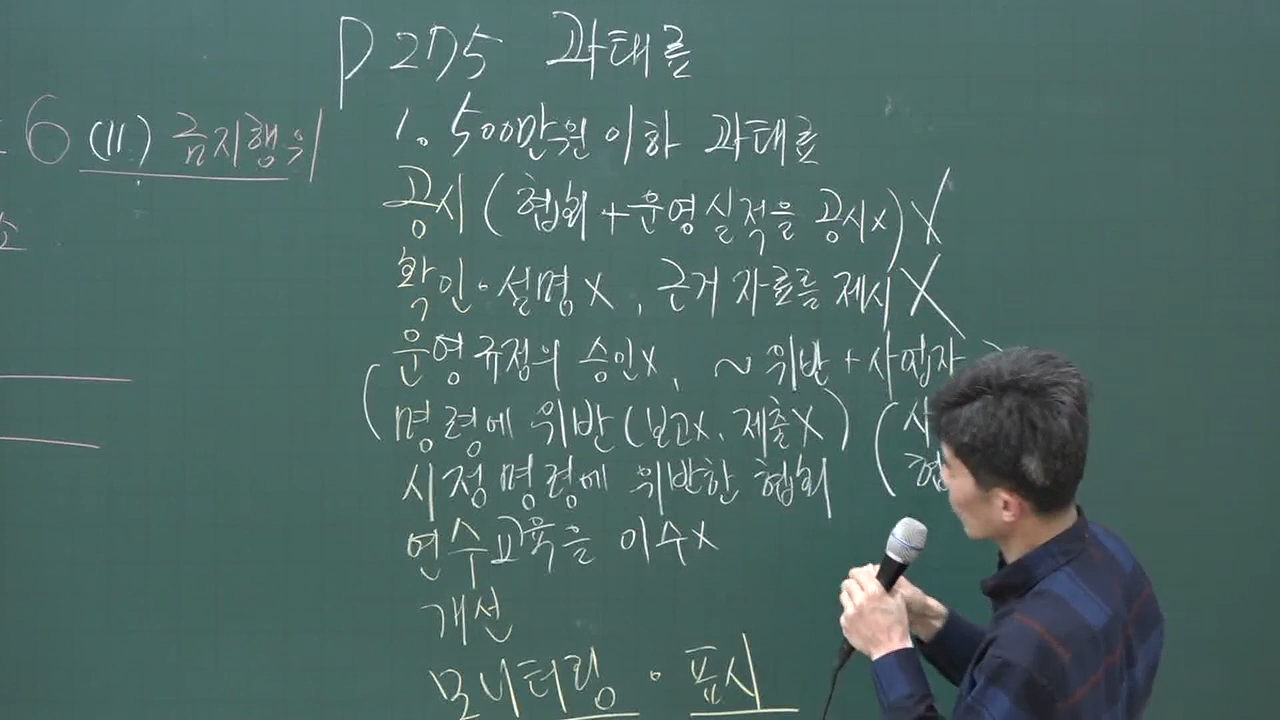 P 275 과태료
6 (11) 금지행위
1. 500만원 이하 과태료
공시 (협회 + 운영실적을 공시x) X
확인·설명 X, 근거 자료를 제시 X
운영규정의 승인x, ~ 위반 + 사업자
(명령에 위반 (보고x, 제출X) (사
시정명령에 위반한 협회 협
연수교육을 이수x
개선
모니터링 · 표시